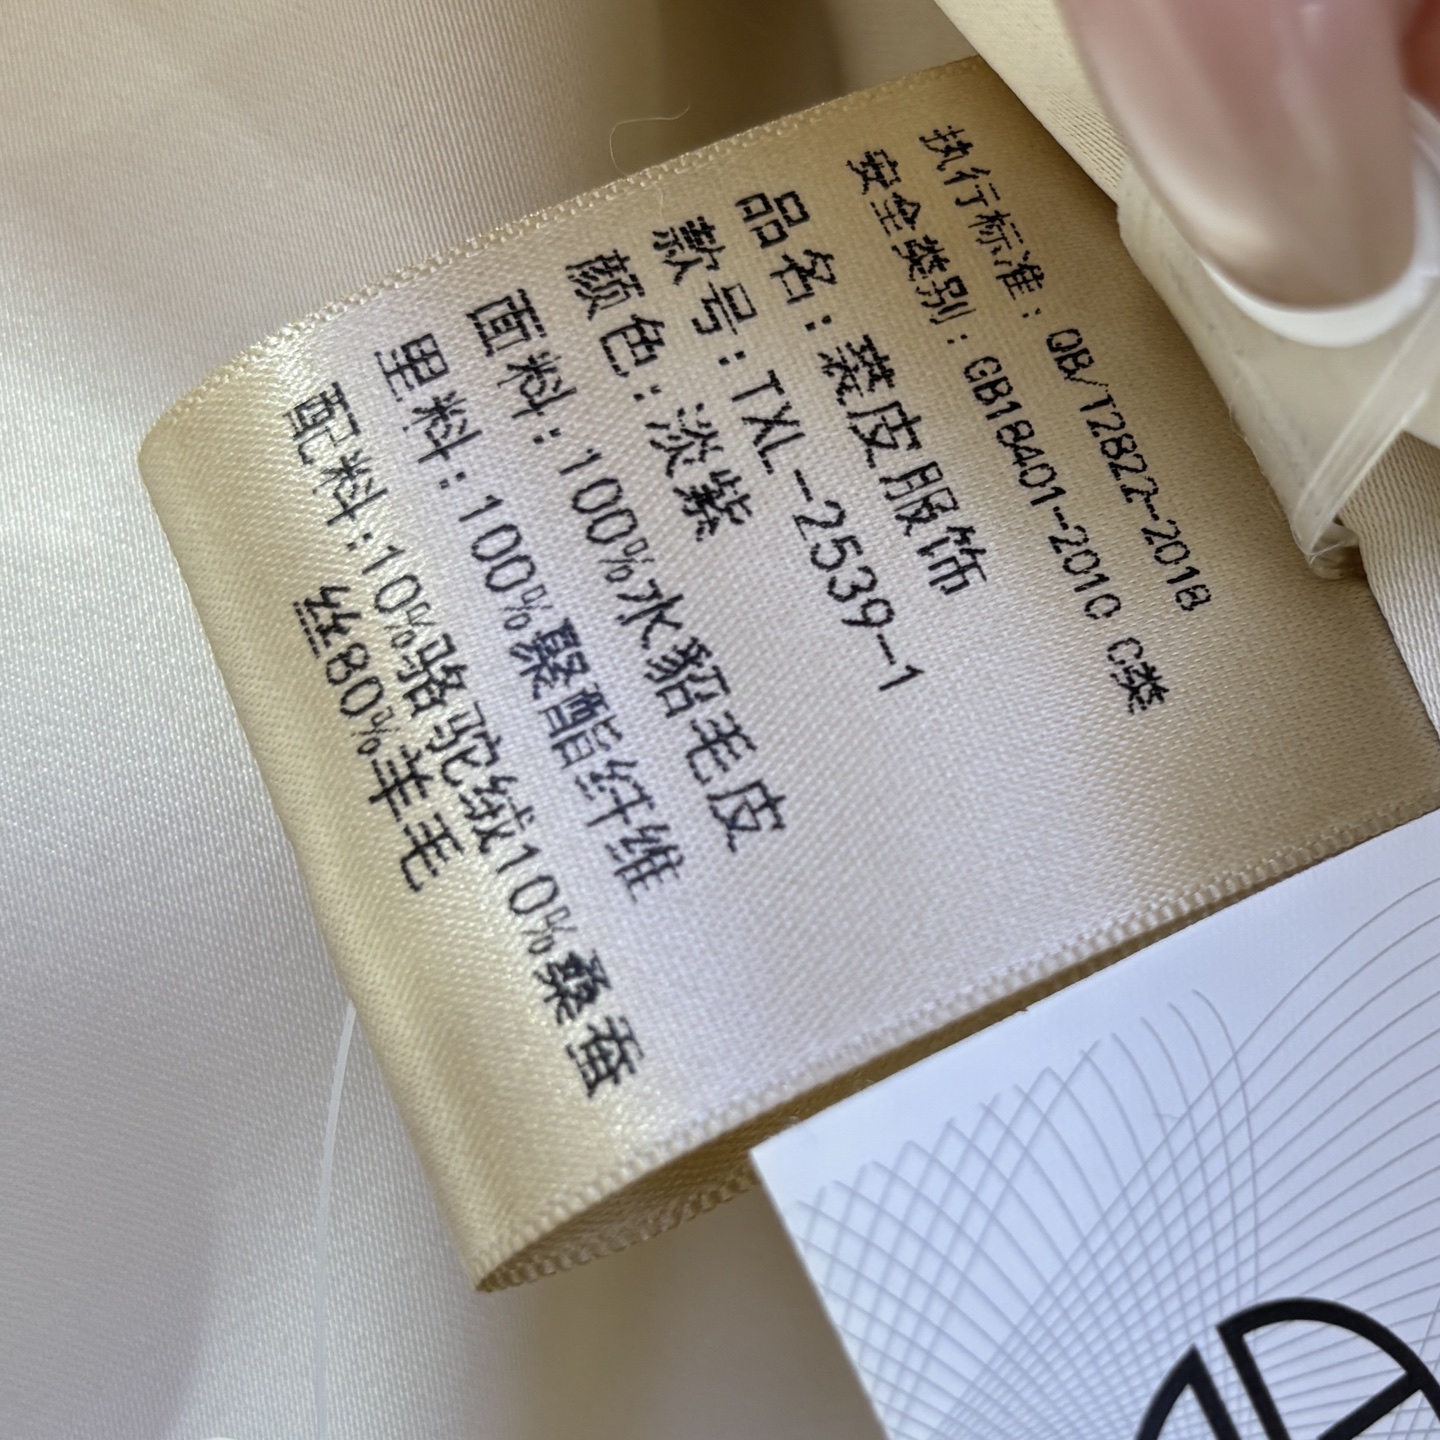 执行标准：QB/T2822-2018
安全类别：GB18401-2010 C类
品名：裘皮服饰
款号：TXL-2539-1
颜色：淡紫
面料：100%水貂毛皮
里料：100%聚酯纤维
配料：10%骆驼绒10%桑蚕
丝80%羊毛